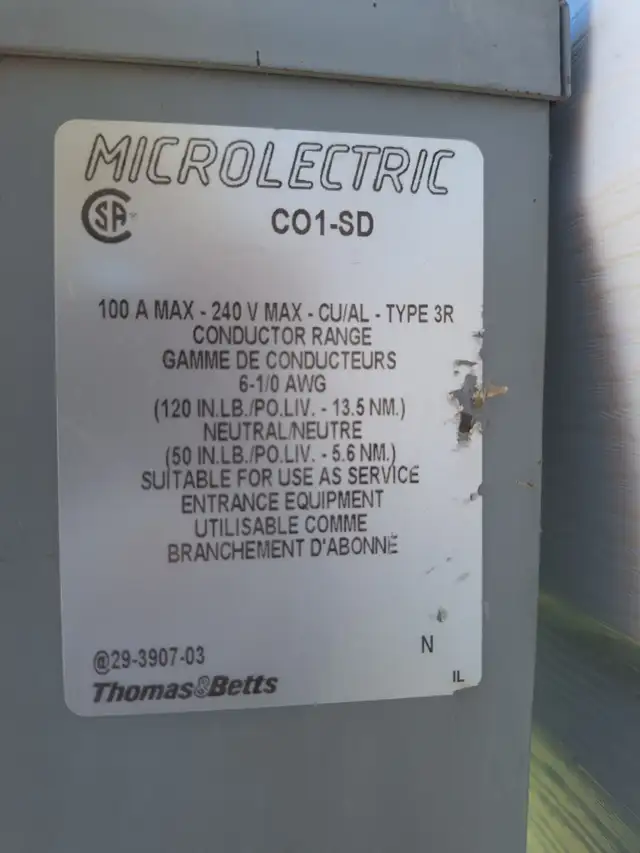 MICROLECTRIC
CSA
CO1-SD
100 A MAX - 240 V MAX - CU/AL - TYPE 3R
CONDUCTOR RANGE
GAMME DE CONDUCTEURS
6-1/0 AWG
(120 IN.LB./PO.LIV. - 13.5 NM.)
NEUTRAL/NEUTRE
(50 IN.LB./PO.LIV. - 5.6 NM.)
SUITABLE FOR USE AS SERVICE
ENTRANCE EQUIPMENT
UTILISABLE COMME
BRANCHEMENT D'ABONNÉ
N
@29-3907-03
Thomas&Betts
IL